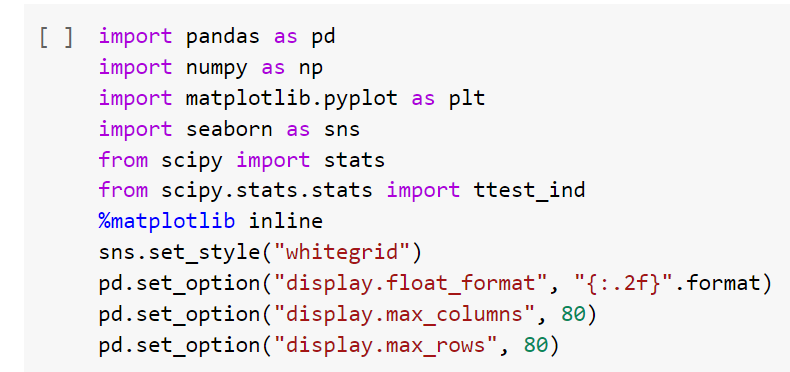 [ ] import pandas as pd
import numpy as np
import matplotlib.pyplot as plt
import seaborn as sns
from scipy import stats
from scipy.stats.stats import ttest_ind
%matplotlib inline
sns.set_style("whitegrid")
pd.set_option("display.float_format", "{:.2f}".format)
pd.set_option("display.max_columns", 80)
pd.set_option("display.max_rows", 80)